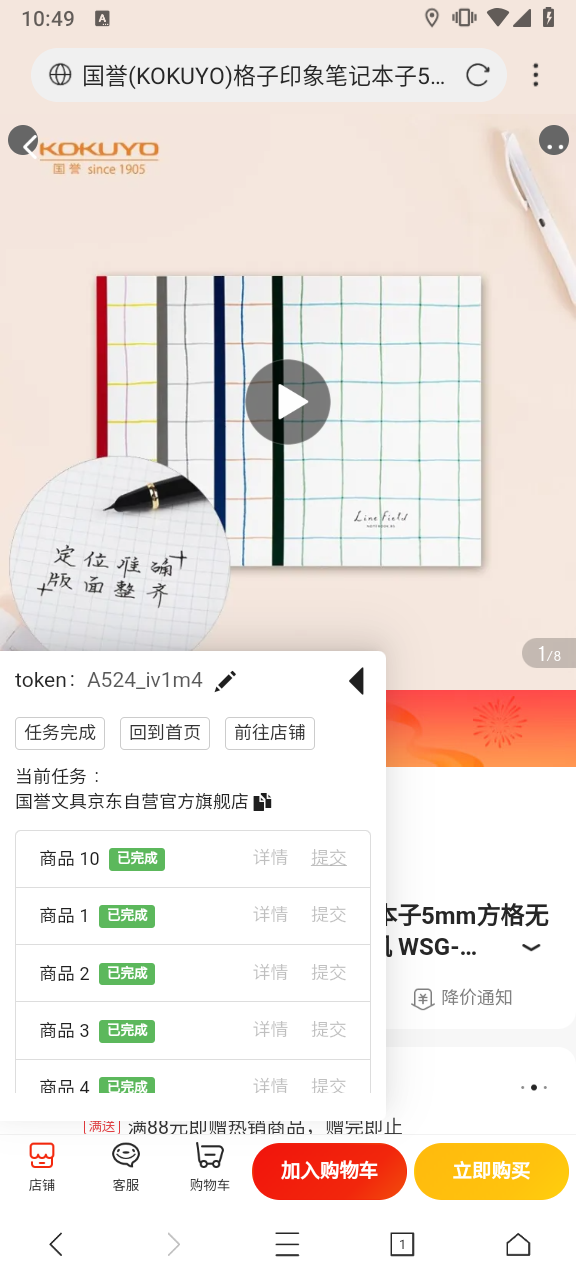 10:49
国誉(KOKUYO)格子印象笔记本子5...
KOKUYO
国誉 since 1905
Line Field
NOTEBOOK B5
定位准确
版面整齐
1/8
token: A524_iv1m4
任务完成 回到首页 前往店铺
当前任务：
国誉文具京东自营官方旗舰店
商品 10 已完成 详情 提交
商品 1 已完成 详情 提交
商品 2 已完成 详情 提交
商品 3 已完成 详情 提交
商品 4 已完成 详情 提交
本子5mm方格无
WSG-...
降价通知
满送 满88元即赠热销商品，赠完即止
店铺 客服 购物车 加入购物车 立即购买
1